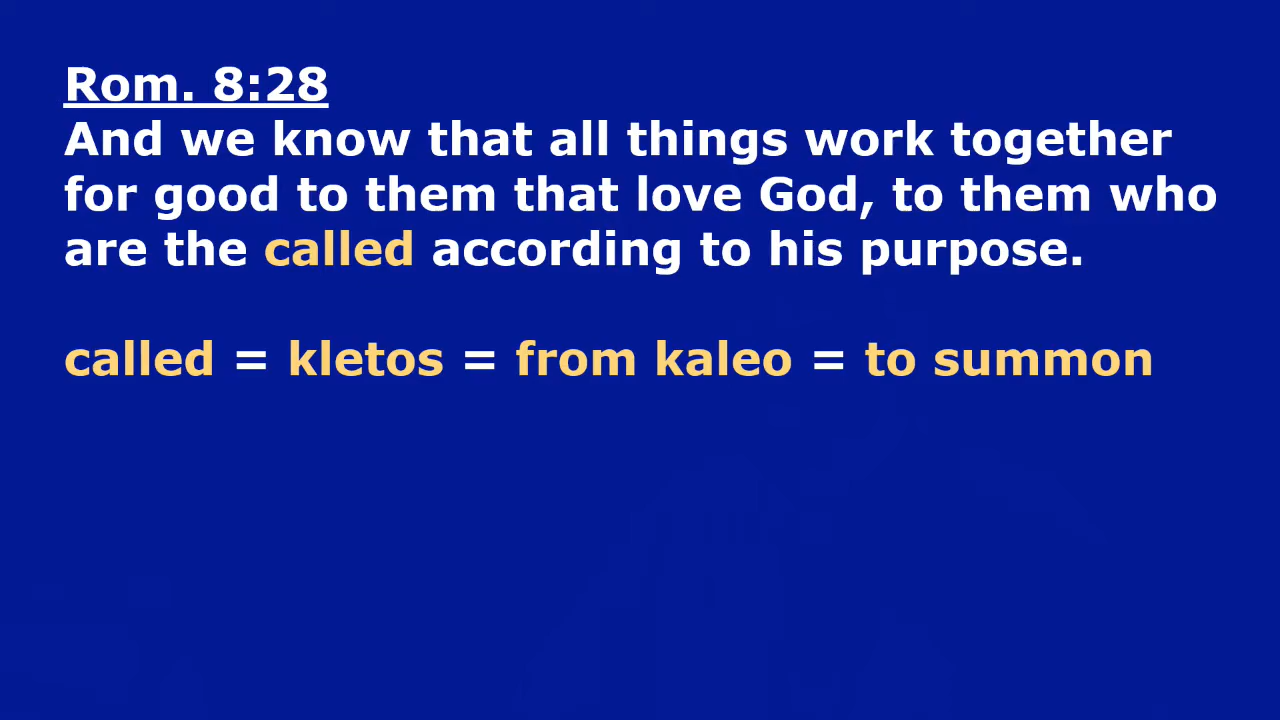 Rom. 8:28
And we know that all things work together
for good to them that love God, to them who
are the called according to his purpose.
called = kletos = from kaleo = to summon